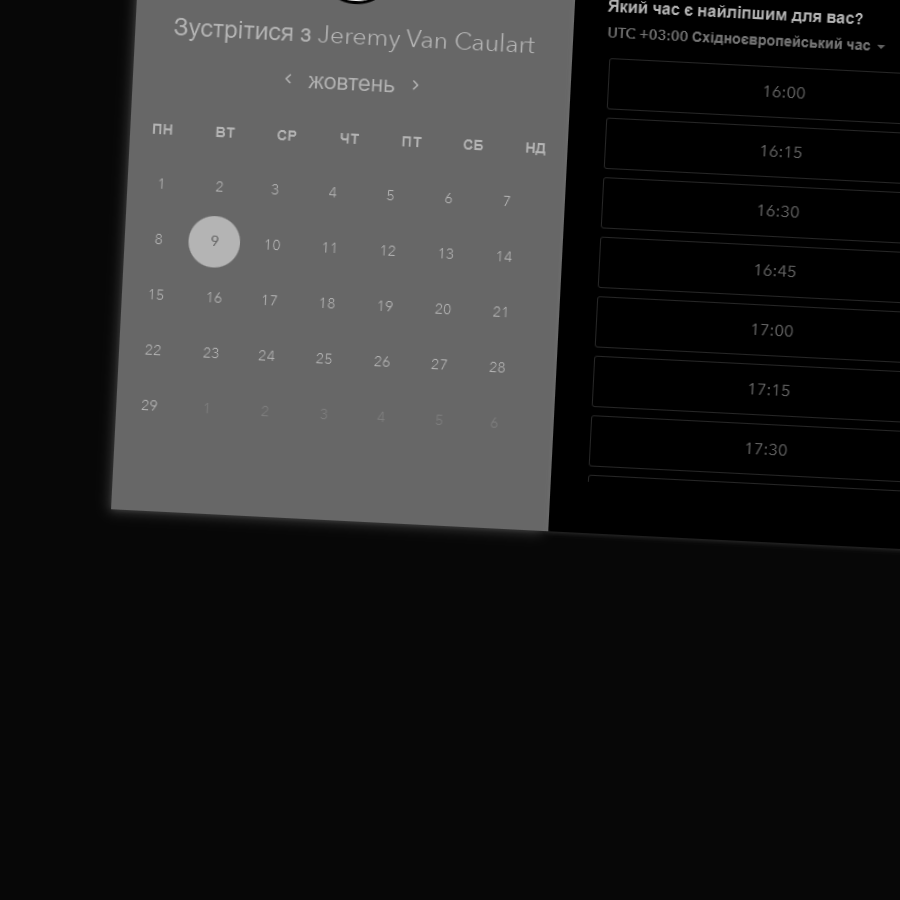 Зустрітися з Jeremy Van Caulart
жовтень
ПН ВТ СР ЧТ ПТ СБ НД
1 2 3 4 5 6 7
8 9 10 11 12 13 14
15 16 17 18 19 20 21
22 23 24 25 26 27 28
29 1 2 3 4 5 6
Який час є найліпшим для вас?
UTC +03:00 Східноєвропейський час
16:00
16:15
16:30
16:45
17:00
17:15
17:30